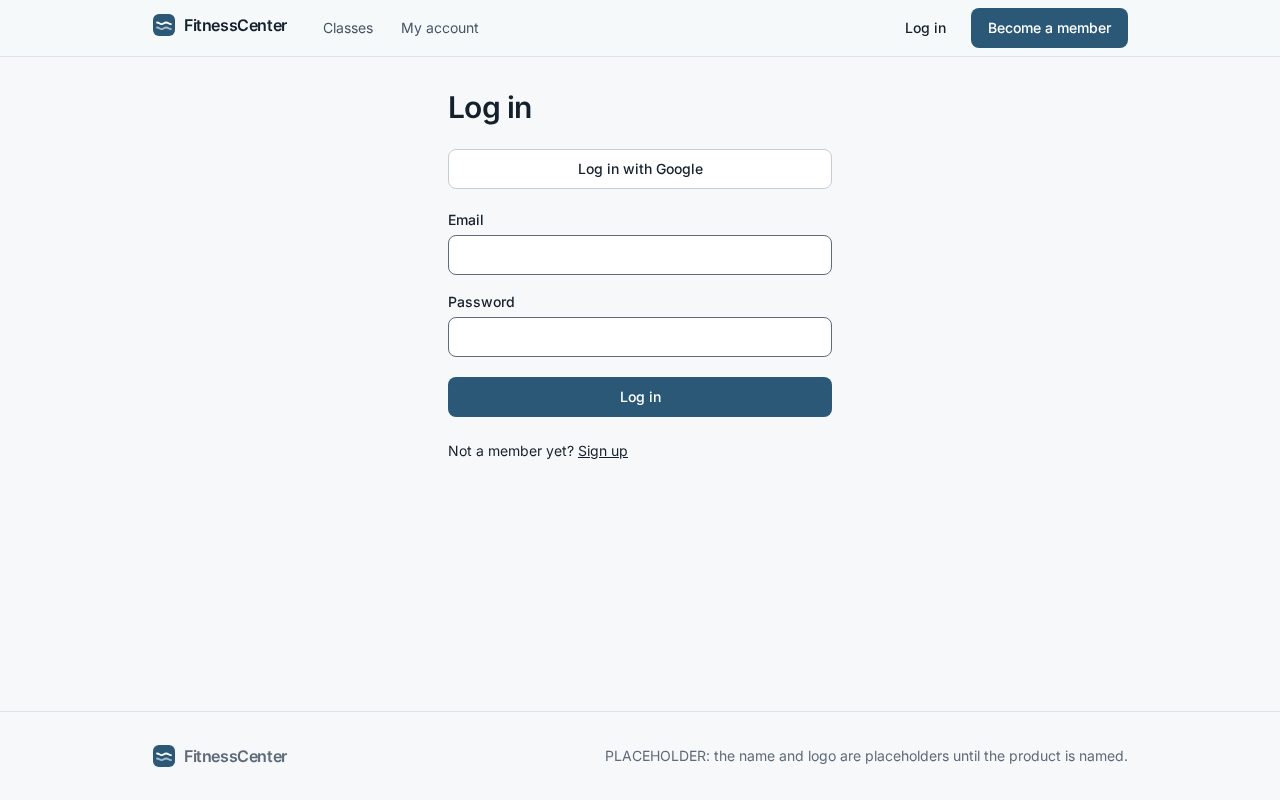 FitnessCenter
Classes
My account
Log in
Become a member
Log in
Log in with Google
Email
Password
Log in
Not a member yet? Sign up
FitnessCenter
PLACEHOLDER: the name and logo are placeholders until the product is named.